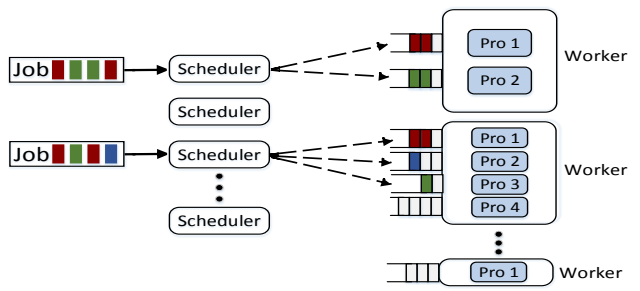 Job
Scheduler
Pro 1
Pro 2
Worker
Scheduler
Job
Scheduler
Pro 1
Pro 2
Pro 3
Pro 4
Worker
Scheduler
Pro 1
Worker